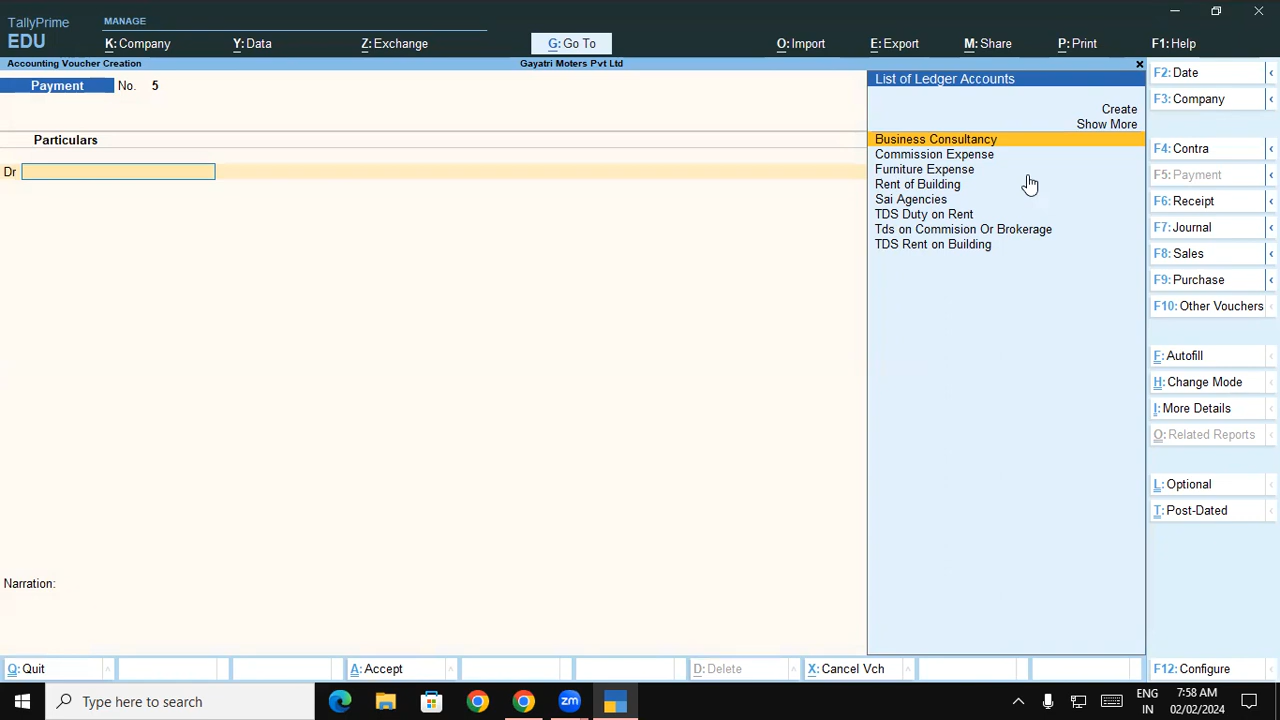 TallyPrime
EDU
MANAGE
K: Company
Y: Data
Z: Exchange
G: Go To
O: Import
E: Export
M: Share
P: Print
F1: Help
Accounting Voucher Creation
Gayatri Moters Pvt Ltd
Payment No. 5
Particulars
Dr
Narration:
List of Ledger Accounts
Create
Show More
Business Consultancy
Commission Expense
Furniture Expense
Rent of Building
Sai Agencies
TDS Duty on Rent
Tds on Commision Or Brokerage
TDS Rent on Building
F2: Date
F3: Company
F4: Contra
F5: Payment
F6: Receipt
F7: Journal
F8: Sales
F9: Purchase
F10: Other Vouchers
F: Autofill
H: Change Mode
I: More Details
O: Related Reports
L: Optional
T: Post-Dated
Q: Quit
A: Accept
D: Delete
X: Cancel Vch
F12: Configure
Type here to search
zm
ENG
IN
7:58 AM
02/02/2024